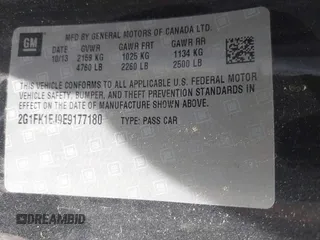 GM
MFD BY GENERAL MOTORS OF CANADA LTD.
DATE GVWR GAWR FRT GAWR RR
10/13 2159 KG 1025 KG 1134 KG
4760 LB 2260 LB 2500 LB
THIS VEHICLE CONFORMS TO ALL APPLICABLE U.S. FEDERAL MOTOR
VEHICLE SAFETY, BUMPER, AND THEFT PREVENTION STANDARDS IN
EFFECT ON THE DATE OF MANUFACTURE SHOWN ABOVE.
2G1FK1EJ9E9177180 TYPE: PASS CAR
DREAMBID